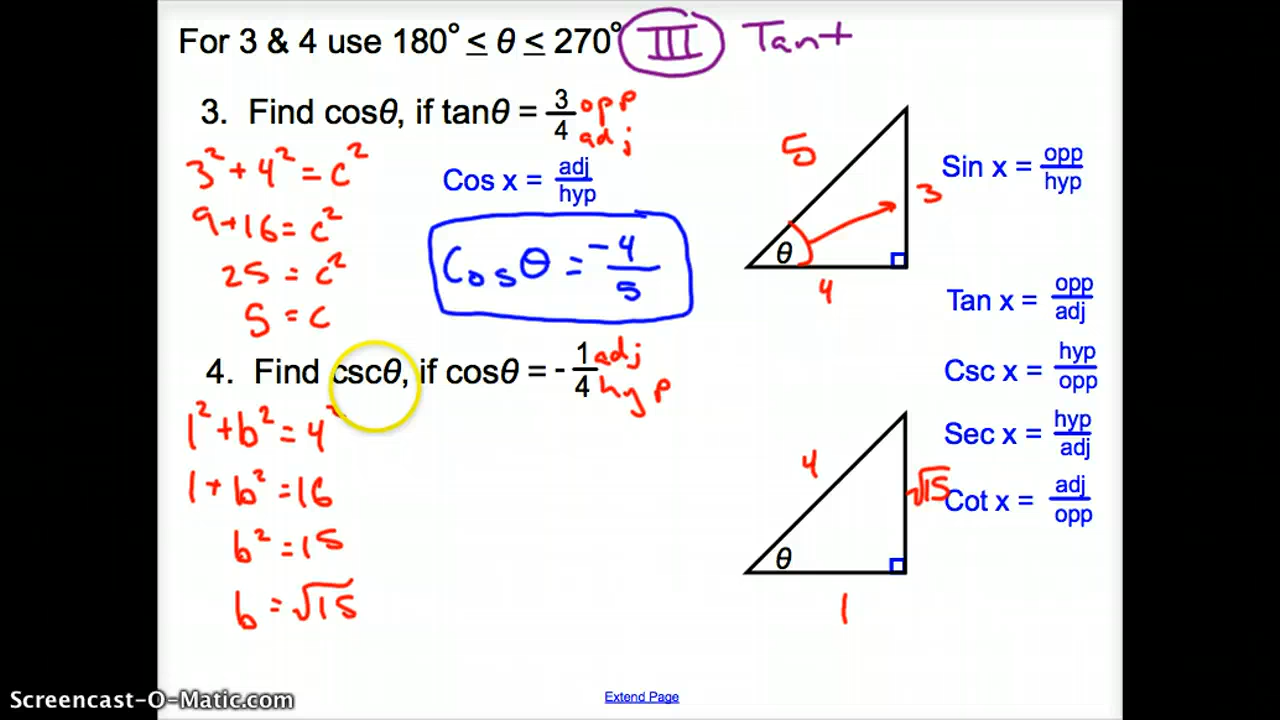 For 3 & 4 use 180° ≤ θ ≤ 270° III Tan+
3. Find cosθ, if tanθ = 3/4 opp/adj
3² + 4² = c²
9 + 16 = c²
25 = c²
5 = c
Cos x = adj/hyp
Cos θ = -4/5
5
3
θ
4
Sin x = opp/hyp
Tan x = opp/adj
Csc x = hyp/opp
Sec x = hyp/adj
Cot x = adj/opp
4. Find cscθ, if cosθ = - 1/4 adj/hyp
1² + b² = 4²
1 + b² = 16
b² = 15
b = √15
4
√15
θ
1
Extend Page
Screencast-O-Matic.com